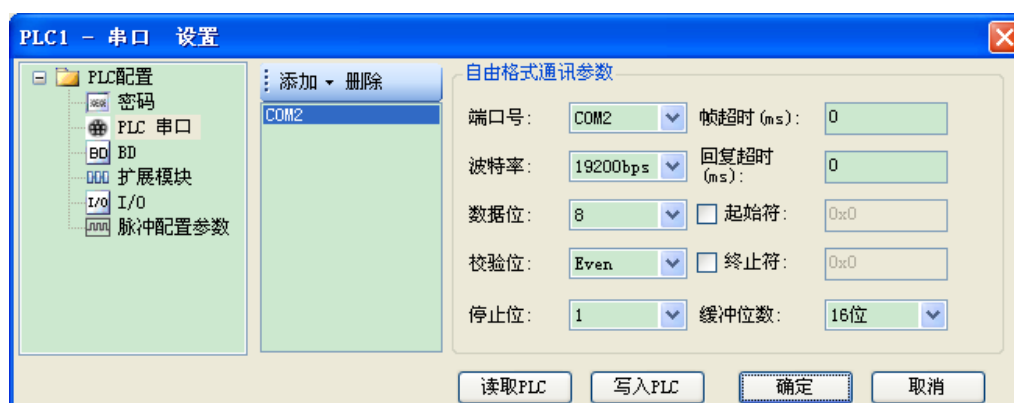 PLC1 - 串口 设置
PLC配置
密码
PLC 串口
BD BD
扩展模块
I/O I/O
脉冲配置参数
添加 删除
COM2
自由格式通讯参数
端口号: COM2 帧超时(ms): 0
波特率: 19200bps 回复超时
(ms): 0
数据位: 8 起始符: 0x0
校验位: Even 终止符: 0x0
停止位: 1 缓冲位数: 16位
读取PLC 写入PLC 确定 取消